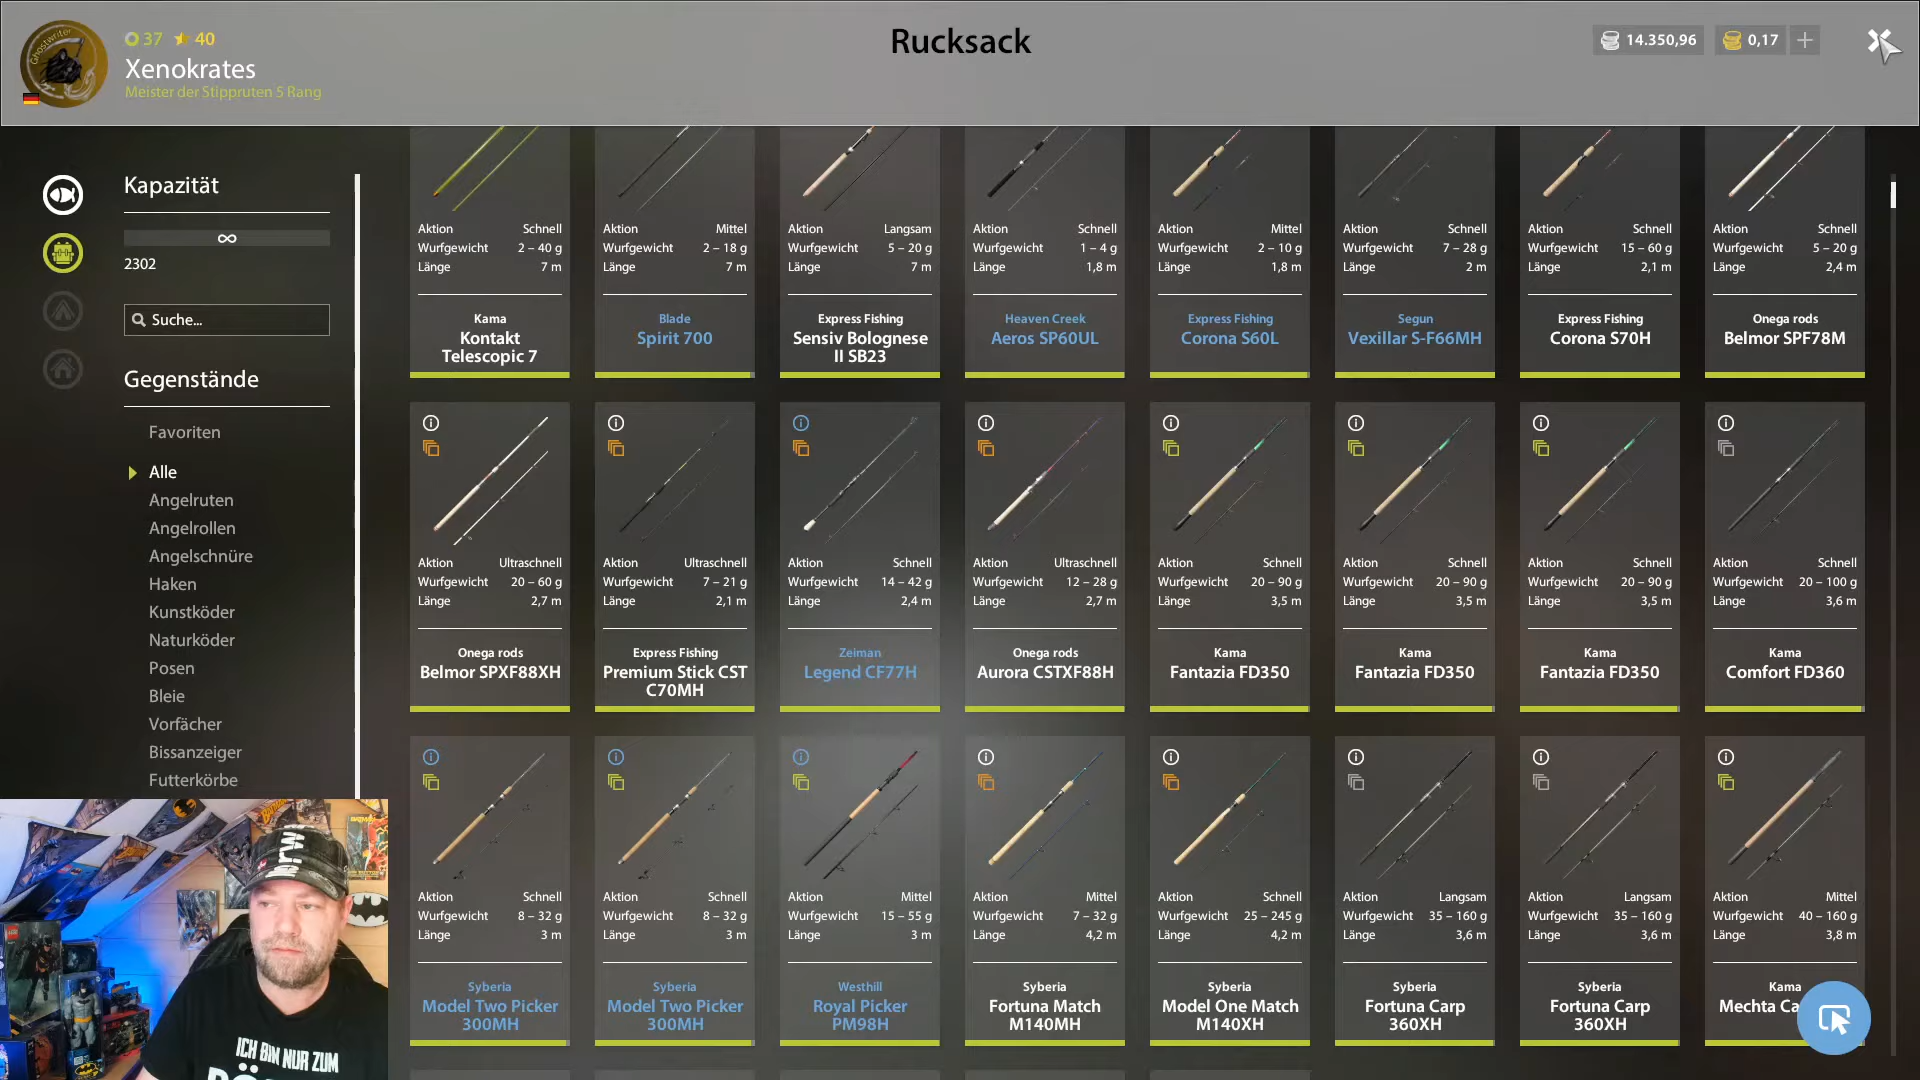 Ghostwriter
37 40
Xenokrates
Meister der Stippruten 5 Rang
Rucksack
14.350,96 0,17
Kapazität
∞
2302
Suche...
Gegenstände
Favoriten
Alle
Angelruten
Angelrollen
Angelschnüre
Haken
Kunstköder
Naturköder
Posen
Bleie
Vorfächer
Bissanzeiger
Futterkörbe
Aktion Schnell
Wurfgewicht 2 – 40 g
Länge 7 m
Kama
Kontakt
Telescopic 7
Aktion Mittel
Wurfgewicht 2 – 18 g
Länge 7 m
Blade
Spirit 700
Aktion Langsam
Wurfgewicht 5 – 20 g
Länge 7 m
Express Fishing
Sensiv Bolognese
II SB23
Aktion Schnell
Wurfgewicht 1 – 4 g
Länge 1,8 m
Heaven Creek
Aeros SP60UL
Aktion Mittel
Wurfgewicht 2 – 10 g
Länge 1,8 m
Express Fishing
Corona S60L
Aktion Schnell
Wurfgewicht 7 – 28 g
Länge 2 m
Segun
Vexillar S-F66MH
Aktion Schnell
Wurfgewicht 15 – 60 g
Länge 2,1 m
Express Fishing
Corona S70H
Aktion Schnell
Wurfgewicht 5 – 20 g
Länge 2,4 m
Onega rods
Belmor SPF78M
Aktion Ultraschnell
Wurfgewicht 20 – 60 g
Länge 2,7 m
Onega rods
Belmor SPXF88XH
Aktion Ultraschnell
Wurfgewicht 7 – 21 g
Länge 2,1 m
Express Fishing
Premium Stick CST
C70MH
Aktion Schnell
Wurfgewicht 14 – 42 g
Länge 2,4 m
Zeiman
Legend CF77H
Aktion Ultraschnell
Wurfgewicht 12 – 28 g
Länge 2,7 m
Onega rods
Aurora CSTXF88H
Aktion Schnell
Wurfgewicht 20 – 90 g
Länge 3,5 m
Kama
Fantazia FD350
Aktion Schnell
Wurfgewicht 20 – 90 g
Länge 3,5 m
Kama
Fantazia FD350
Aktion Schnell
Wurfgewicht 20 – 90 g
Länge 3,5 m
Kama
Fantazia FD350
Aktion Schnell
Wurfgewicht 20 – 100 g
Länge 3,6 m
Kama
Comfort FD360
Aktion Schnell
Wurfgewicht 8 – 32 g
Länge 3 m
Syberia
Model Two Picker
300MH
Aktion Schnell
Wurfgewicht 8 – 32 g
Länge 3 m
Syberia
Model Two Picker
300MH
Aktion Mittel
Wurfgewicht 15 – 55 g
Länge 3 m
Westhill
Royal Picker
PM98H
Aktion Mittel
Wurfgewicht 7 – 32 g
Länge 4,2 m
Syberia
Fortuna Match
M140MH
Aktion Schnell
Wurfgewicht 25 – 245 g
Länge 4,2 m
Syberia
Model One Match
M140XH
Aktion Langsam
Wurfgewicht 35 – 160 g
Länge 3,6 m
Syberia
Fortuna Carp
360XH
Aktion Langsam
Wurfgewicht 35 – 160 g
Länge 3,6 m
Syberia
Fortuna Carp
360XH
Aktion Mittel
Wurfgewicht 40 – 160 g
Länge 3,8 m
Kama
Mechta Ca
ICH BIN NUR ZUM